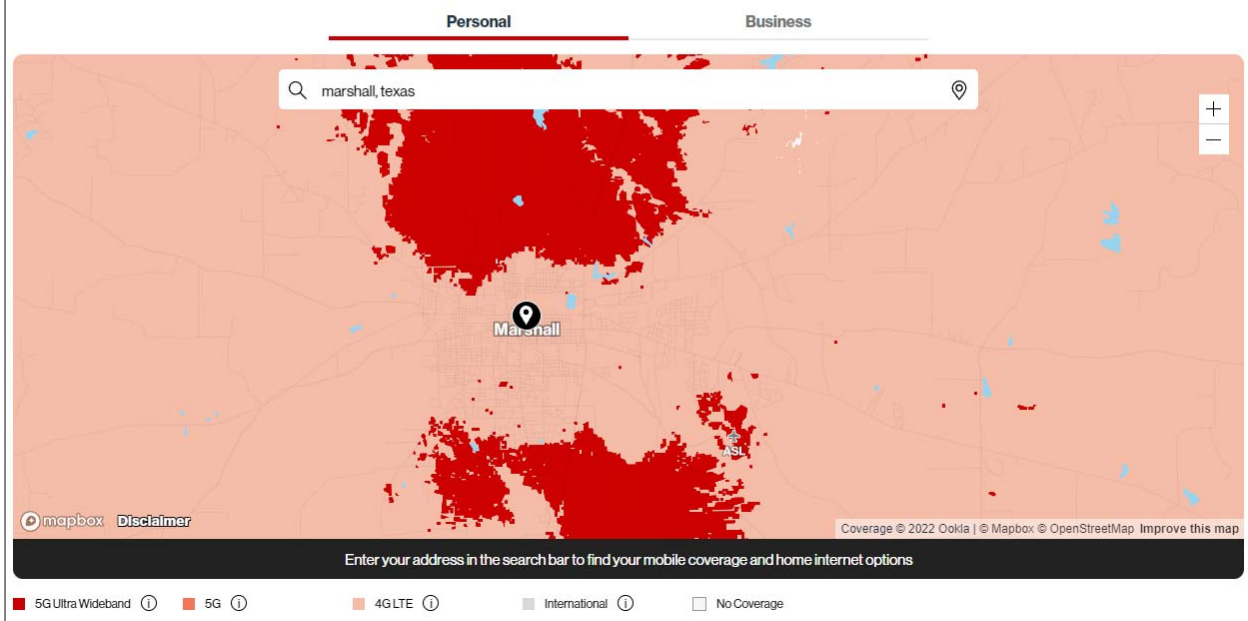 Personal
Business
marshall, texas
Marshall
ASL
mapbox Disclaimer
Coverage © 2022 Ookla | © Mapbox © OpenStreetMap Improve this map
Enter your address in the search bar to find your mobile coverage and home internet options
5G Ultra Wideband
5G
4G LTE
International
No Coverage